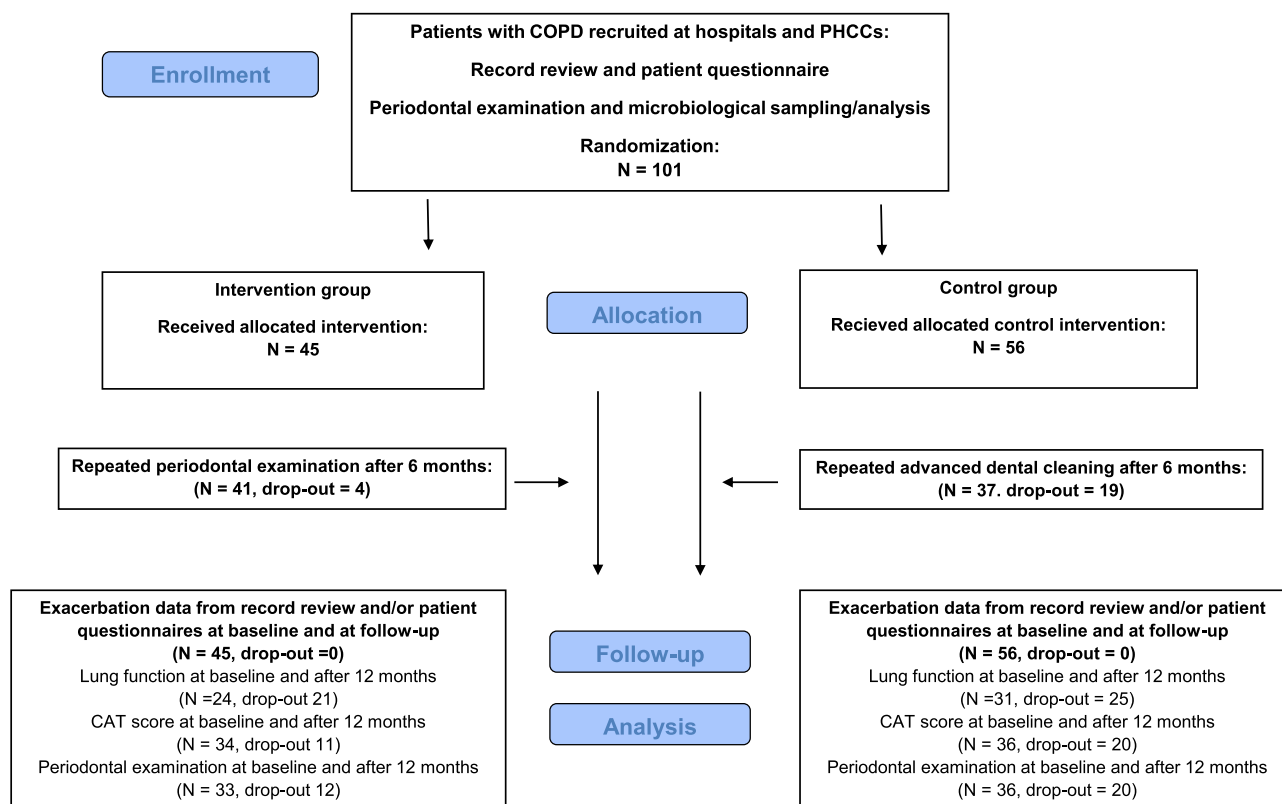 Patients with COPD recruited at hospitals and PHCCs:
Record review and patient questionnaire
Periodontal examination and microbiological sampling/analysis
Randomization:
N = 101
Enrollment
Intervention group
Received allocated intervention:
N = 45
Allocation
Control group
Recieved allocated control intervention:
N = 56
Repeated periodontal examination after 6 months:
(N = 41, drop-out = 4)
Repeated advanced dental cleaning after 6 months:
(N = 37. drop-out = 19)
Exacerbation data from record review and/or patient
questionnaires at baseline and at follow-up
(N = 45, drop-out =0)
Lung function at baseline and after 12 months
(N =24, drop-out 21)
CAT score at baseline and after 12 months
(N = 34, drop-out 11)
Periodontal examination at baseline and after 12 months
(N = 33, drop-out 12)
Follow-up
Analysis
Exacerbation data from record review and/or patient
questionnaires at baseline and at follow-up
(N = 56, drop-out = 0)
Lung function at baseline and after 12 months
(N =31, drop-out = 25)
CAT score at baseline and after 12 months
(N = 36, drop-out = 20)
Periodontal examination at baseline and after 12 months
(N = 36, drop-out = 20)